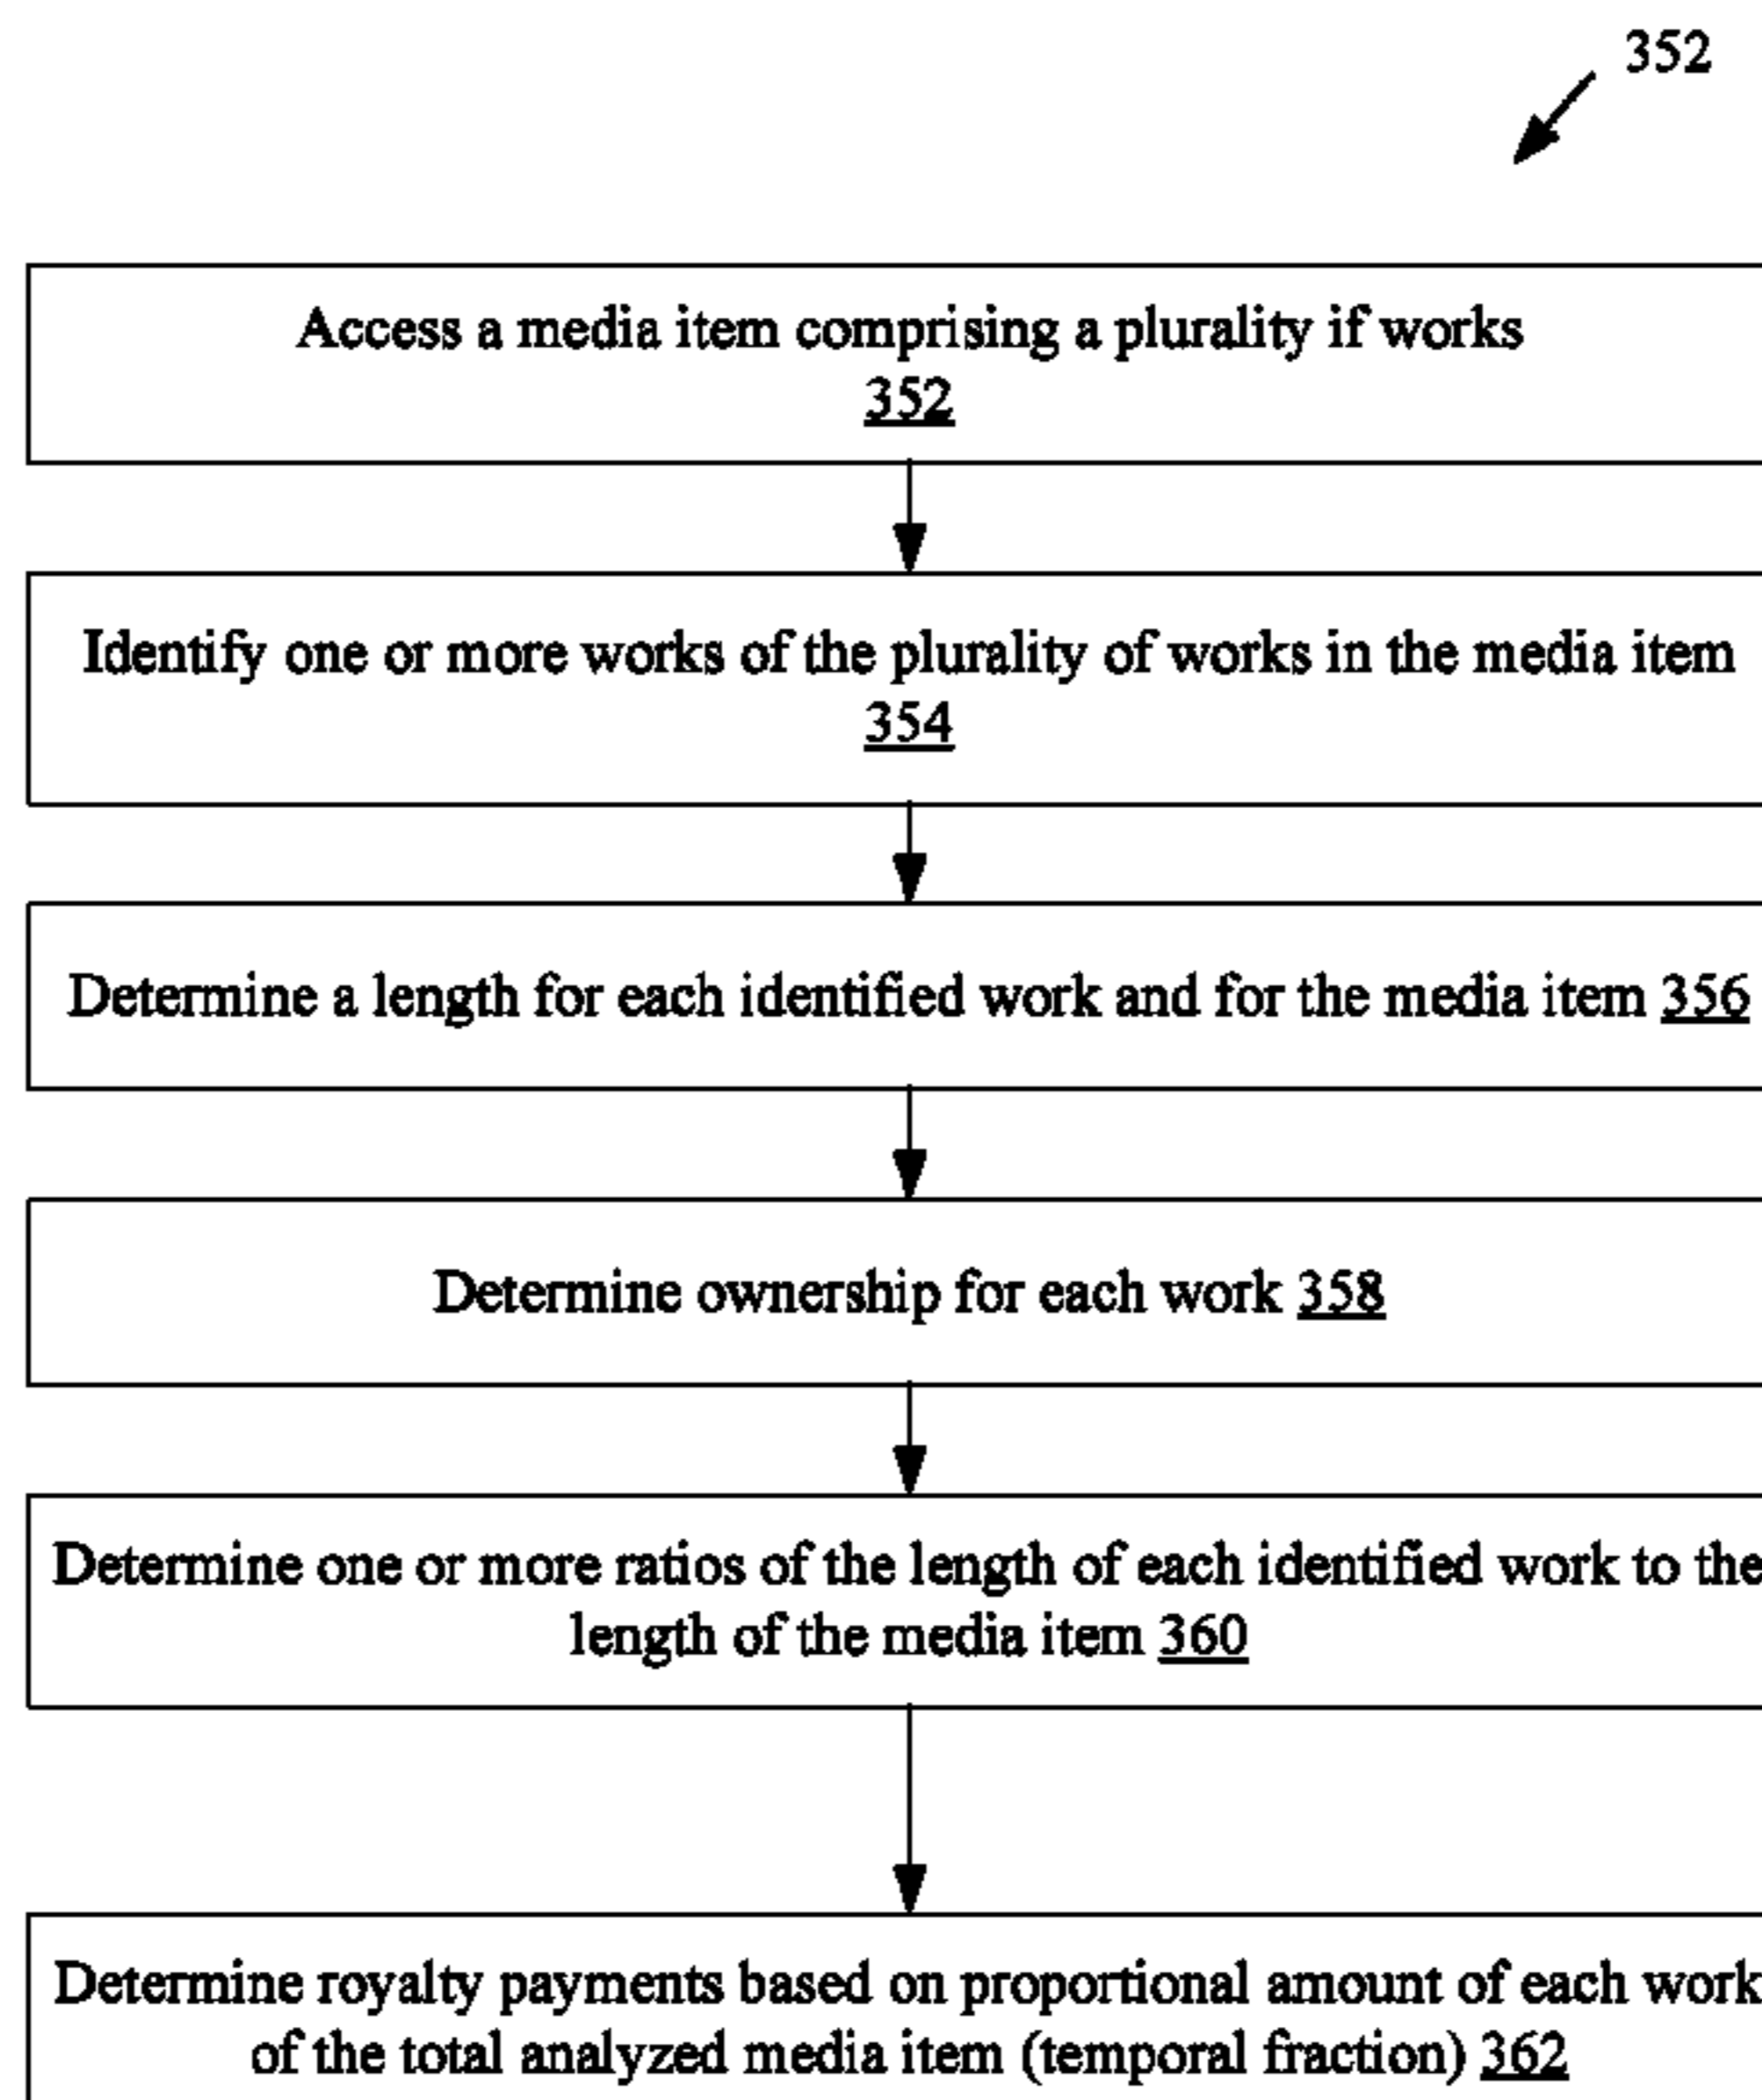 352
Access a media item comprising a plurality if works
352
Identify one or more works of the plurality of works in the media item
354
Determine a length for each identified work and for the media item 356
Determine ownership for each work 358
Determine one or more ratios of the length of each identified work to the
length of the media item 360
Determine royalty payments based on proportional amount of each work
of the total analyzed media item (temporal fraction) 362